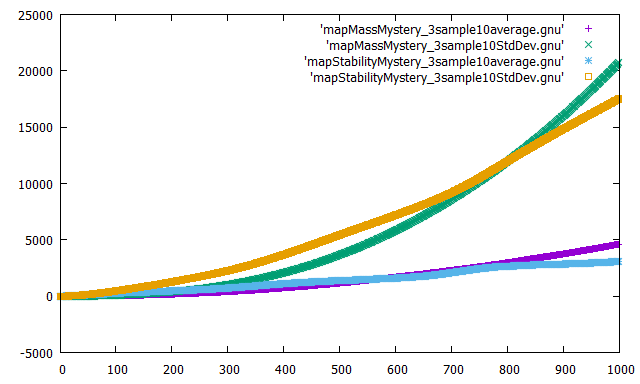 25000
20000
15000
10000
5000
0
-5000
'mapMassMystery_3sample10average.gnu'
'mapMassMystery_3sample10StdDev.gnu'
'mapStabilityMystery_3sample10average.gnu'
'mapStabilityMystery_3sample10StdDev.gnu'
0 100 200 300 400 500 600 700 800 900 1000